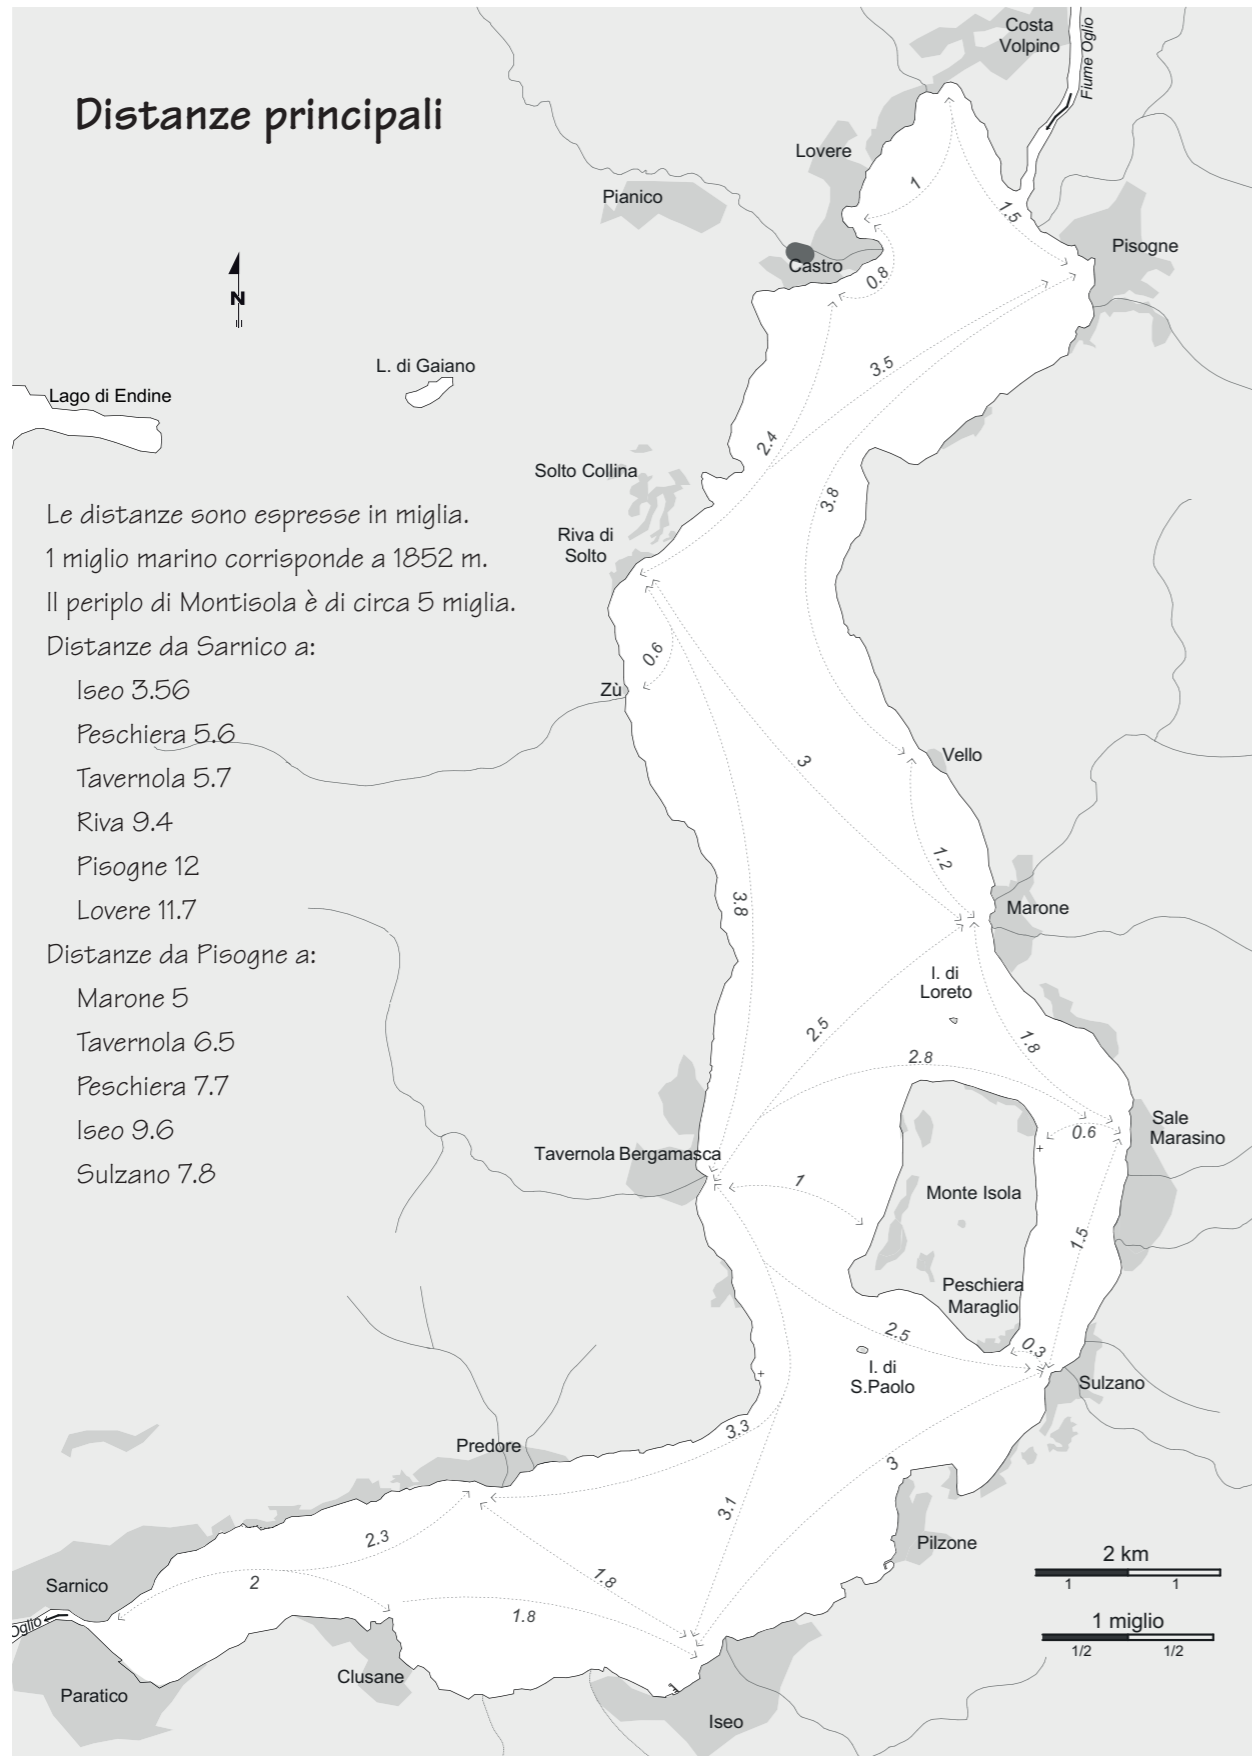 Costa
Volpino
Fiume Oglio
Distanze principali
Lovere
1
Pianico
1.5
Pisogne
Castro
0.8
N
L. di Gaiano
3.5
Lago di Endine
2.4
Solto Collina
3.8
Le distanze sono espresse in miglia.
1 miglio marino corrisponde a 1852 m.
Il periplo di Montisola è di circa 5 miglia.
Distanze da Sarnico a:
Iseo 3.56
Peschiera 5.6
Tavernola 5.7
Riva 9.4
Pisogne 12
Lovere 11.7
Distanze da Pisogne a:
Marone 5
Tavernola 6.5
Peschiera 7.7
Iseo 9.6
Sulzano 7.8
Riva di
Solto
0.6
Zù
3
Vello
1.2
3.8
Marone
I. di
Loreto
2.5
1.8
2.8
Sale
Marasino
0.6
Tavernola Bergamasca
1
Monte Isola
1.5
Peschiera
Maraglio
2.5
0.3
I. di
S.Paolo
Sulzano
3.3
Predore
3
3.1
2.3
Pilzone
2 km
1 1
Sarnico
2
1.8
1.8
1 miglio
1/2 1/2
Oglio
Clusane
Paratico
Iseo